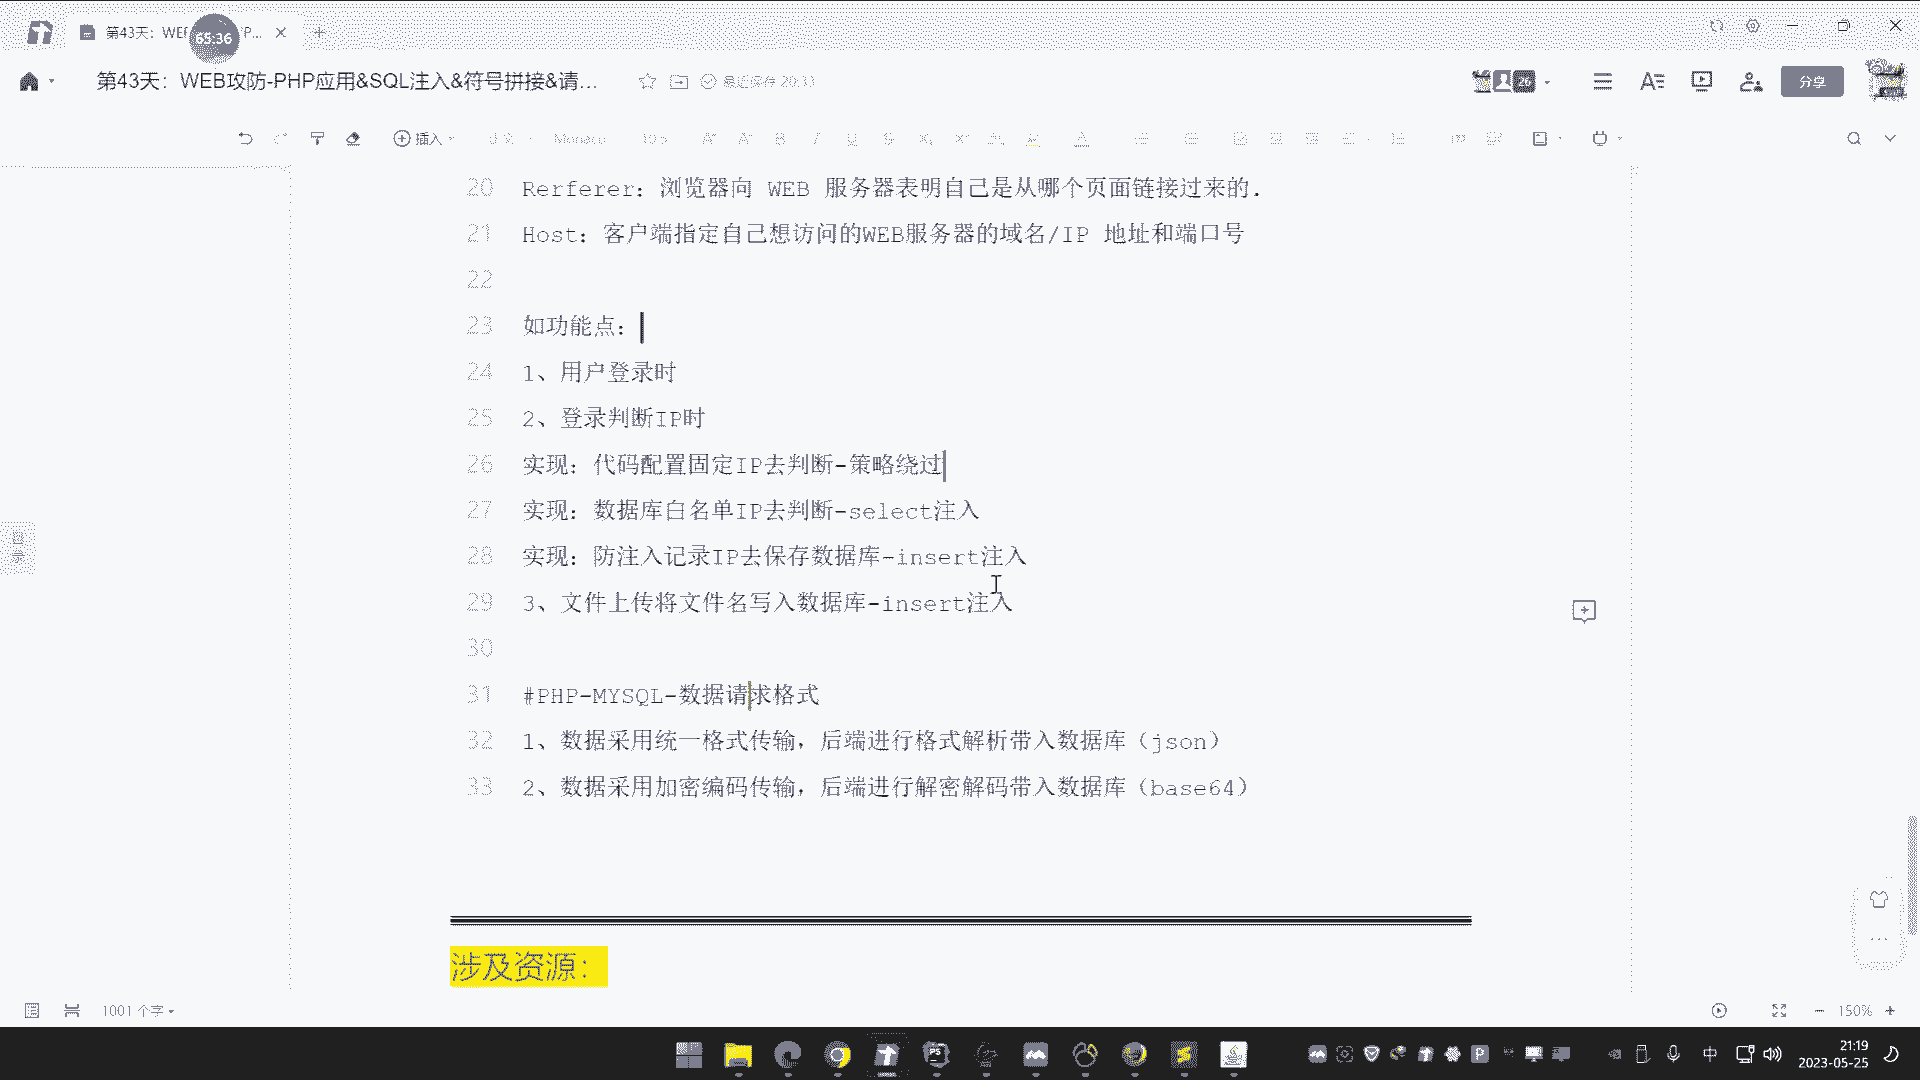 第43天：WEB
P...
65:36
第43天：WEB攻防-PHP应用&SQL注入&符号拼接&请...
最近保存 20:33
26
分享
插入
Monaco
20 Rerferer：浏览器向 WEB 服务器表明自己是从哪个页面链接过来的.
21 Host：客户端指定自己想访问的WEB服务器的域名/IP 地址和端口号
22
23 如功能点：
24 1、用户登录时
25 2、登录判断IP时
26 实现：代码配置固定IP去判断-策略绕过
27 实现：数据库白名单IP去判断-select注入
28 实现：防注入记录IP去保存数据库-insert注入
29 3、文件上传将文件名写入数据库-insert注入
30
31 #PHP-MYSQL-数据请求格式
32 1、数据采用统一格式传输，后端进行格式解析带入数据库（json）
33 2、数据采用加密编码传输，后端进行解密解码带入数据库（base64）
目录
涉及资源：
1001 个字
150%
中
21:19
2023-05-25